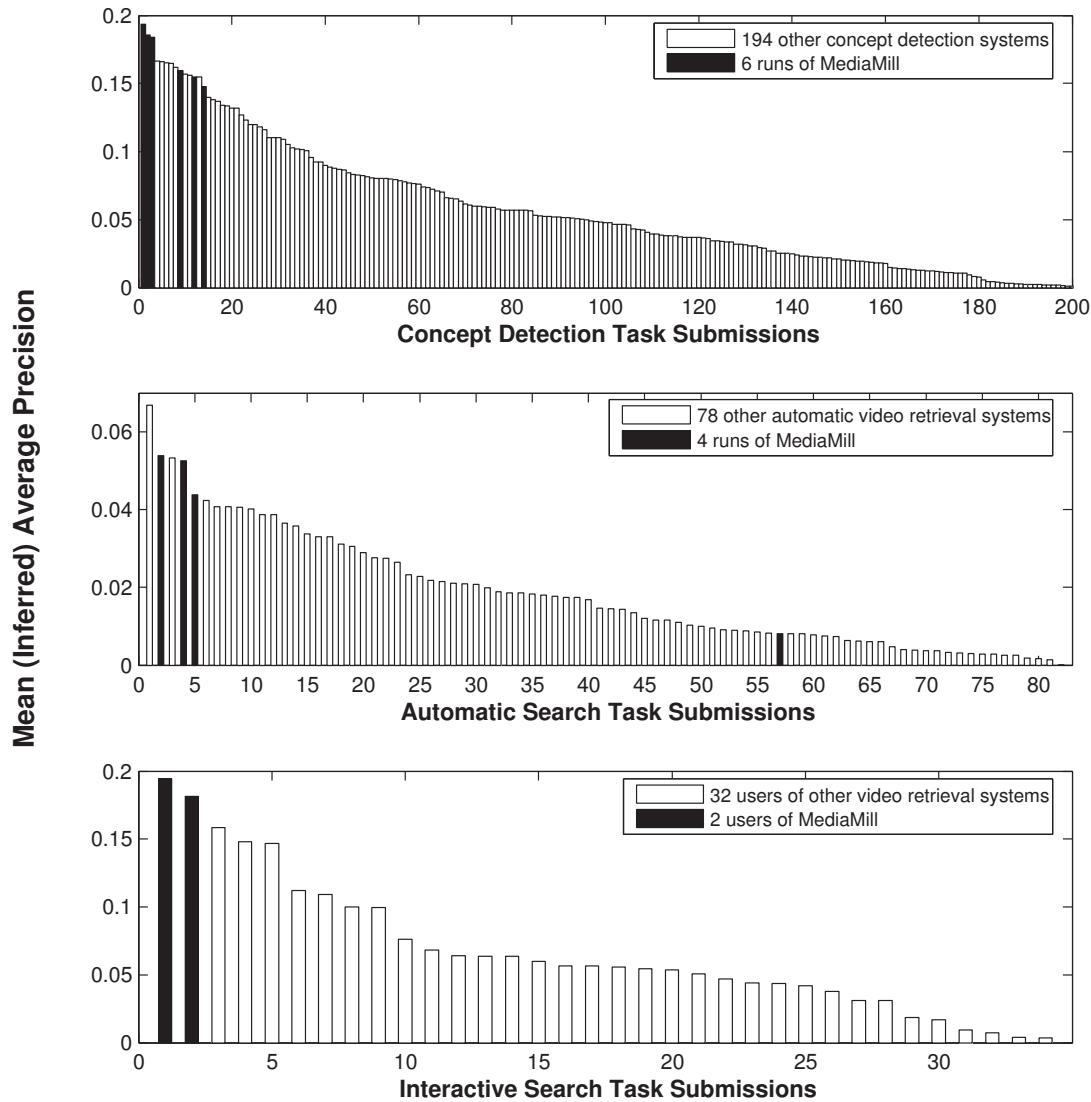 0.2
0.15
0.1
0.05
0
194 other concept detection systems
6 runs of MediaMill
0 20 40 60 80 100 120 140 160 180 200
Concept Detection Task Submissions
Mean (Inferred) Average Precision
0.06
0.04
0.02
0
78 other automatic video retrieval systems
4 runs of MediaMill
0 5 10 15 20 25 30 35 40 45 50 55 60 65 70 75 80
Automatic Search Task Submissions
0.2
0.15
0.1
0.05
0
32 users of other video retrieval systems
2 users of MediaMill
0 5 10 15 20 25 30
Interactive Search Task Submissions